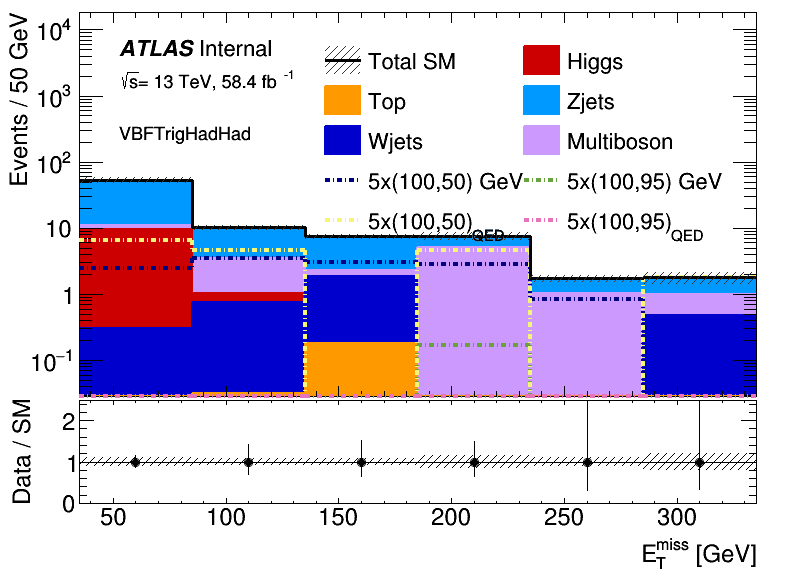 Events / 50 GeV
10⁴
10³
10²
10
1
10⁻¹
ATLAS Internal
√s= 13 TeV, 58.4 fb⁻¹
VBFTrigHadHad
Total SM
Higgs
Top
Zjets
Wjets
Multiboson
5x(100,50) GeV
5x(100,95) GeV
5x(100,50)_QED
5x(100,95)_QED
Data / SM
2
1
0
50 100 150 200 250 300
E_T^miss [GeV]